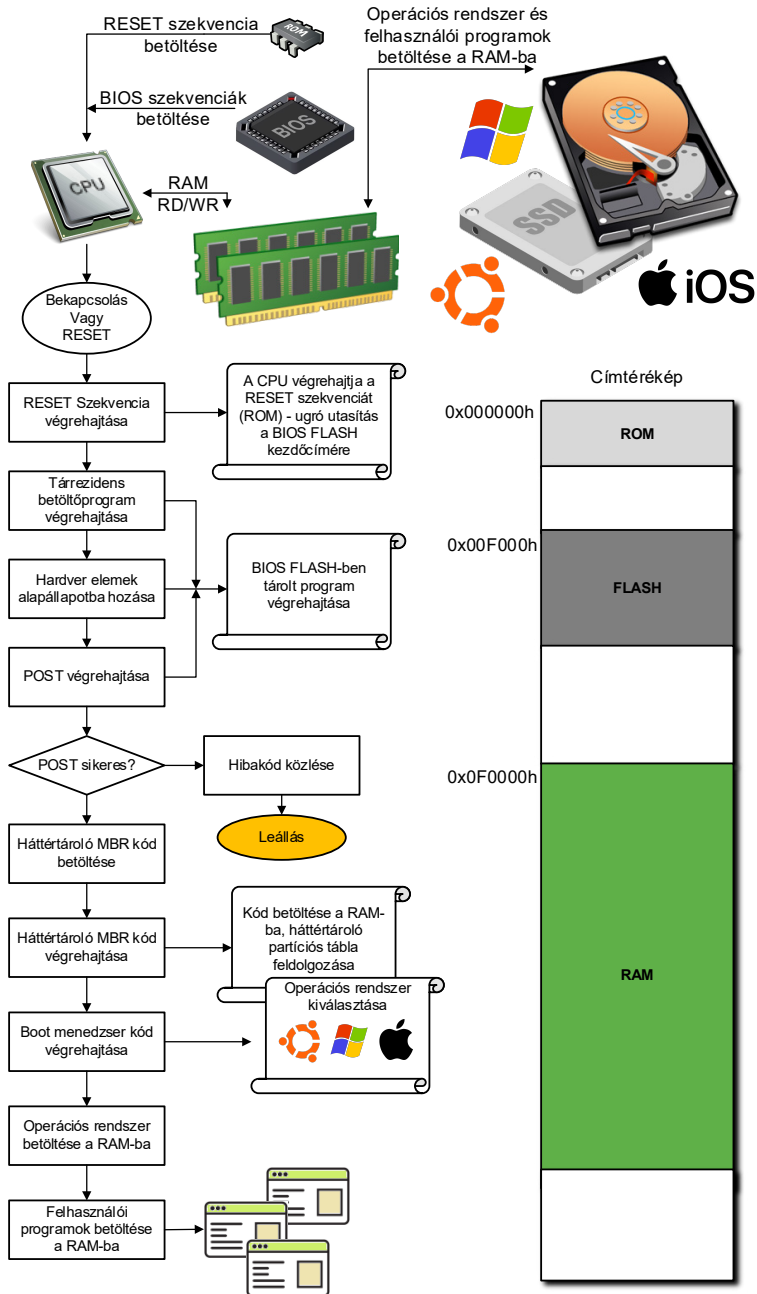 RESET szekvencia
betöltése
ROM
Operációs rendszer és
felhasználói programok
betöltése a RAM-ba
BIOS szekvenciák
betöltése
BIOS
CPU
RAM
RD/WR
SSD
iOS
Bekapcsolás
Vagy
RESET
RESET Szekvencia
végrehajtása
A CPU végrehajtja a
RESET szekvenciát
(ROM) - ugró utasítás
a BIOS FLASH
kezdőcímére
Tárrezidens
betöltőprogram
végrehajtása
Hardver elemek
alapállapotba hozása
BIOS FLASH-ben
tárolt program
végrehajtása
POST végrehajtása
POST sikeres?
Hibakód közlése
Leállás
Háttértároló MBR kód
betöltése
Háttértároló MBR kód
végrehajtása
Kód betöltése a RAM-
ba, háttértároló
partíciós tábla
feldolgozása
Operációs rendszer
kiválasztása
Boot menedzser kód
végrehajtása
Operációs rendszer
betöltése a RAM-ba
Felhasználói
programok betöltése
a RAM-ba
Címtérékép
0x000000h
ROM
0x00F000h
FLASH
0x0F0000h
RAM